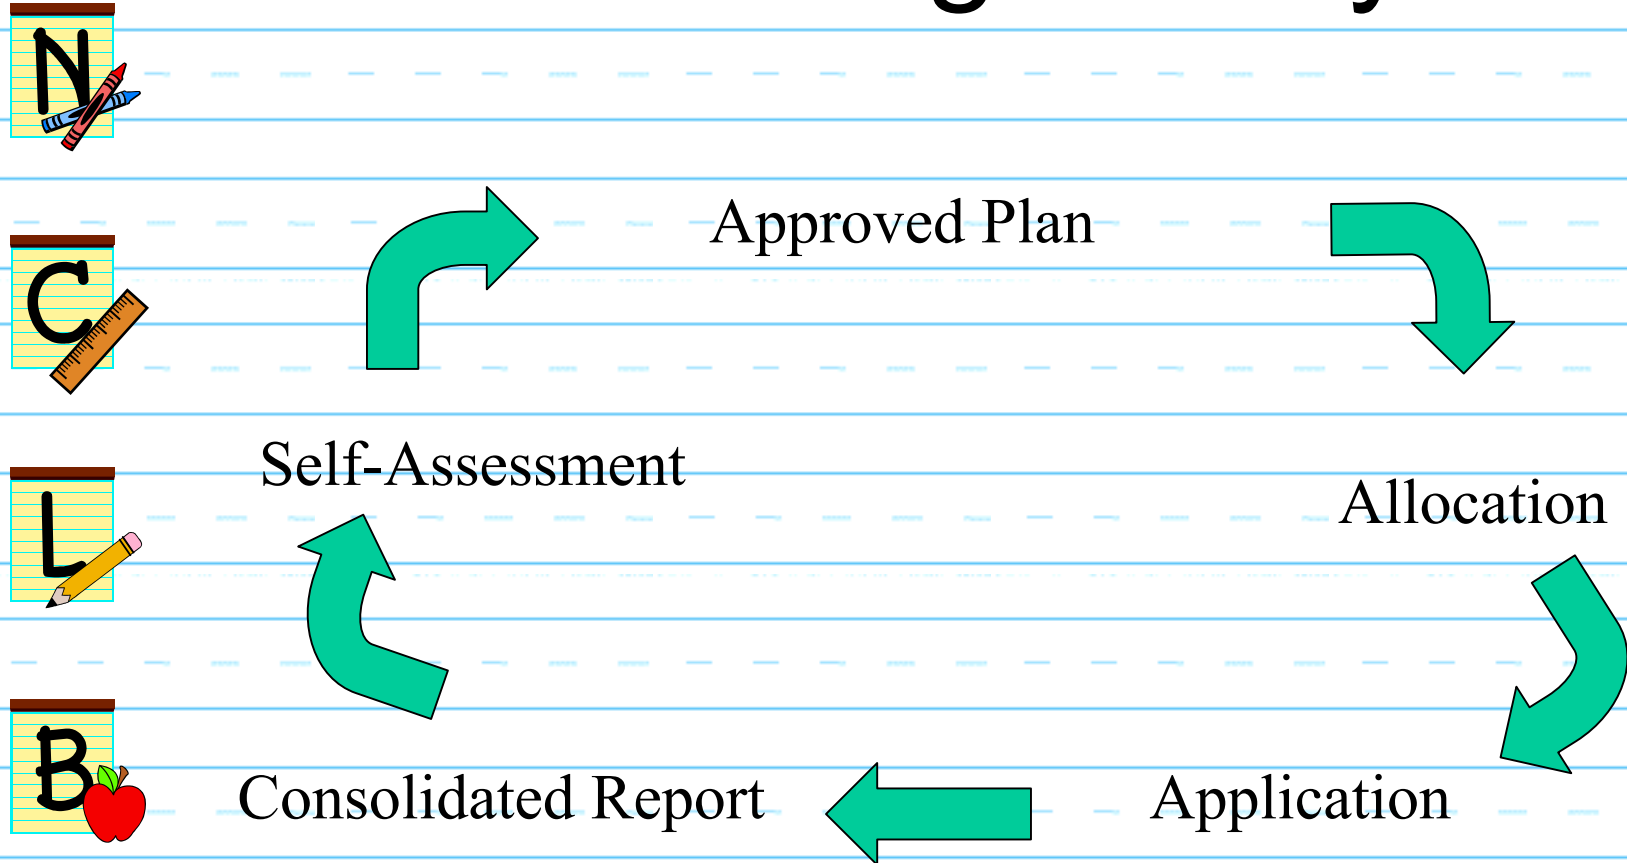 N
C
Approved Plan
L
Self-Assessment
Allocation
B
Consolidated Report
Application